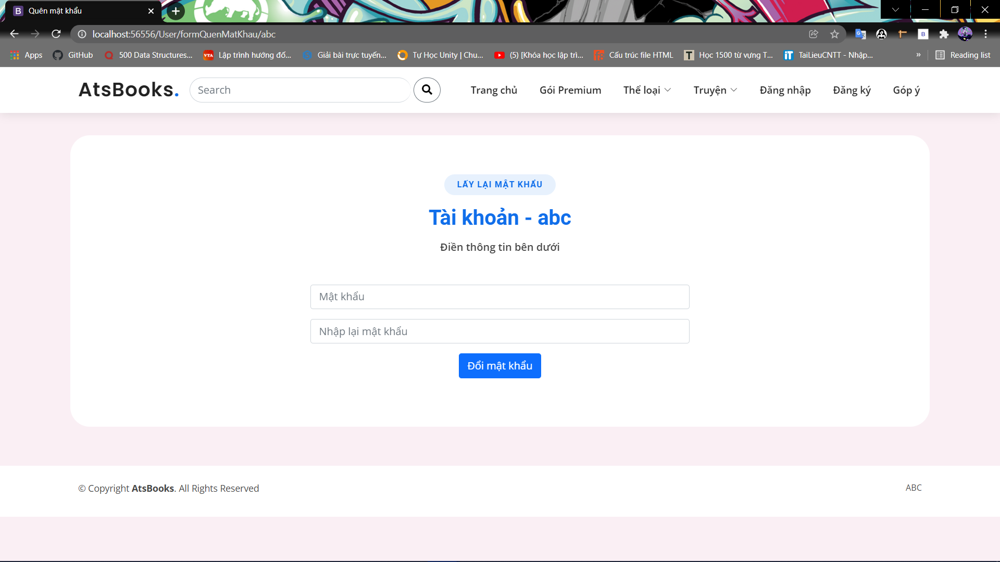 Quên mật khẩu
localhost:56556/User/formQuenMatKhau/abc
Apps GitHub 500 Data Structures... Lập trình hướng đố... Giải bài trực tuyến... Tự Học Unity | Chu... (5) [Khóa học lập trì... Cấu trúc file HTML Học 1500 từ vựng T... TaiLieuCNTT - Nhập... » Reading list
AtsBooks. Search Trang chủ Gói Premium Thể loại Truyện Đăng nhập Đăng ký Góp ý
LẤY LẠI MẬT KHẨU
Tài khoản - abc
Điền thông tin bên dưới
Mật khẩu
Nhập lại mật khẩu
Đổi mật khẩu
© Copyright AtsBooks. All Rights Reserved ABC